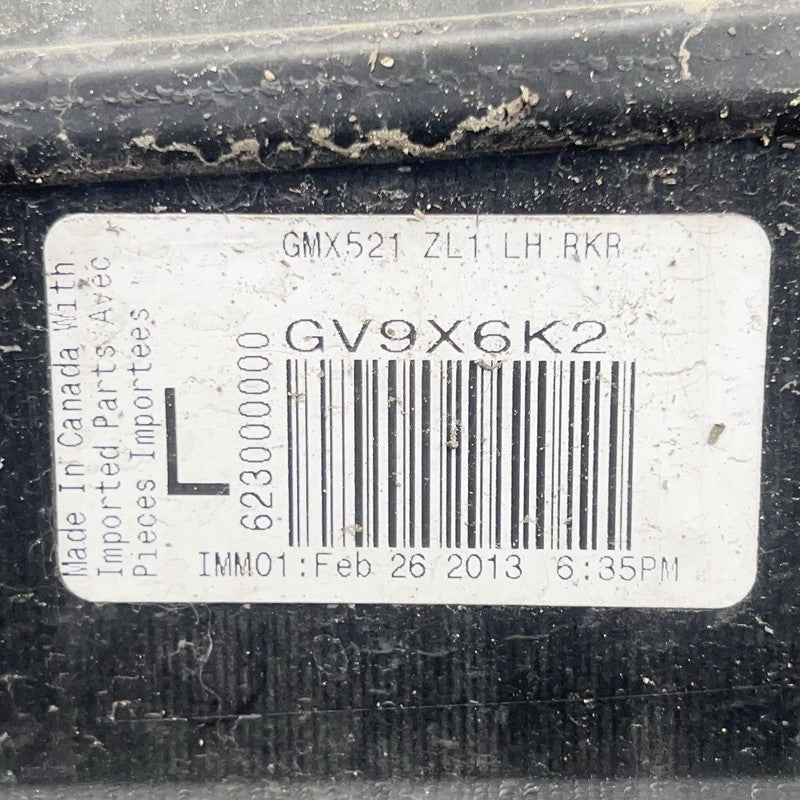 GMX521 ZL1 LH RKR
GV9X6K2
Made In Canada With
Imported Parts Avec
Pieces Importees
L
623000000
IMM01:Feb 26 2013 6:35PM